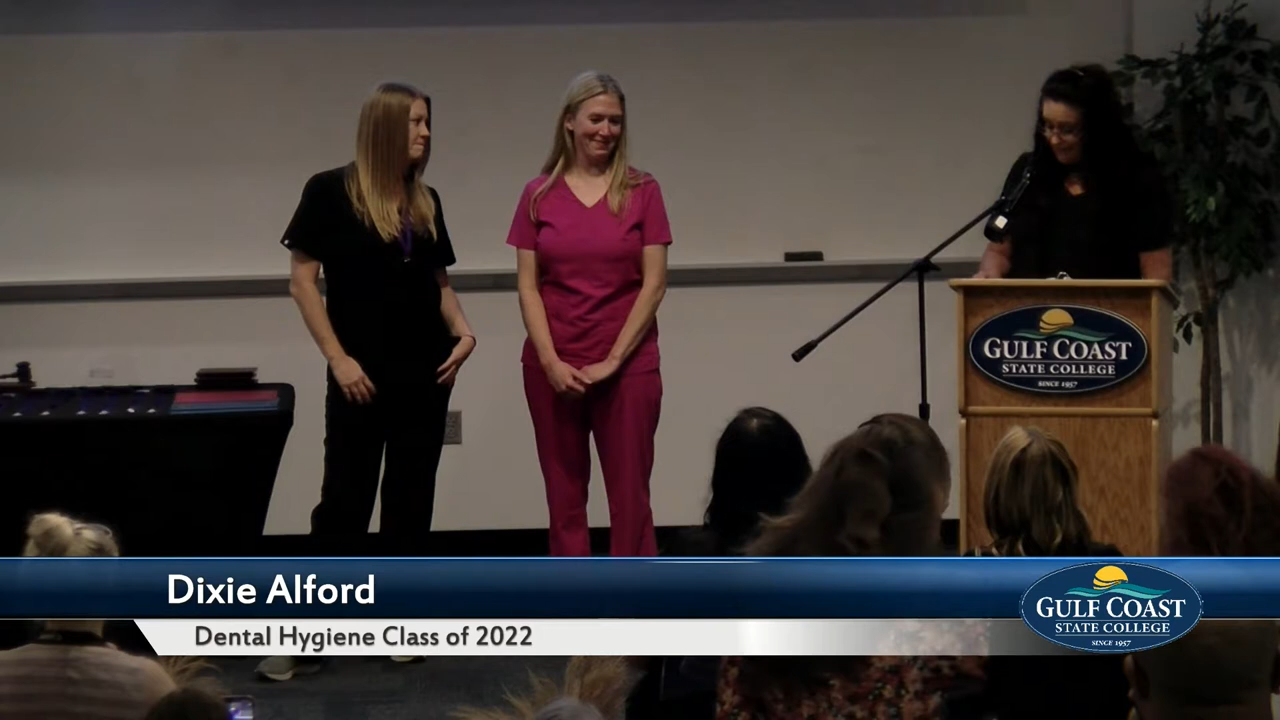 GULF COAST
STATE COLLEGE
SINCE 1957
Dixie Alford
Dental Hygiene Class of 2022
GULF COAST
STATE COLLEGE
SINCE 1957